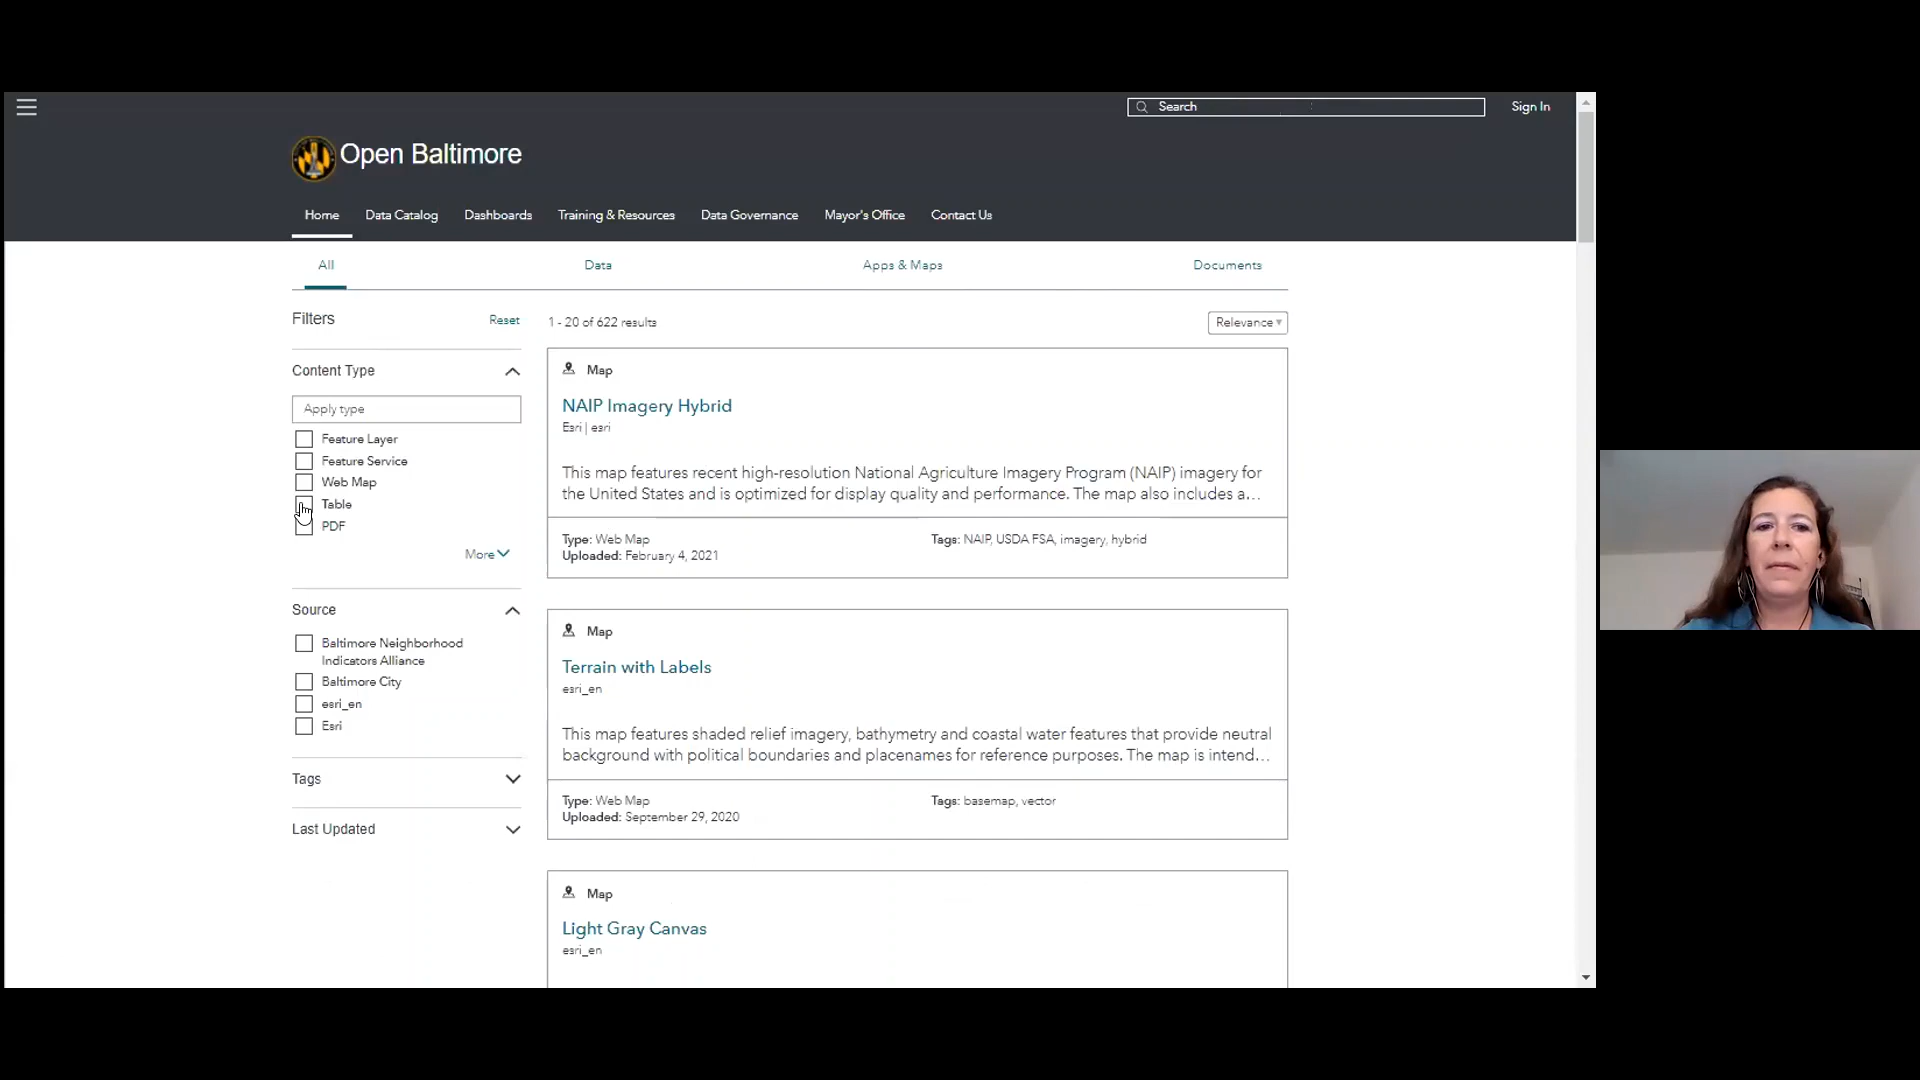 Search
Sign In
Open Baltimore
Home Data Catalog Dashboards Training & Resources Data Governance Mayor's Office Contact Us
All Data Apps & Maps Documents
Filters Reset
Content Type
Apply type
Feature Layer
Feature Service
Web Map
Table
PDF
More
Source
Baltimore Neighborhood
Indicators Alliance
Baltimore City
esri_en
Esri
Tags
Last Updated
1 - 20 of 622 results
Relevance
Map
NAIP Imagery Hybrid
Esri | esri
This map features recent high-resolution National Agriculture Imagery Program (NAIP) imagery for
the United States and is optimized for display quality and performance. The map also includes a...
Type: Web Map
Uploaded: February 4, 2021
Tags: NAIP, USDA FSA, imagery, hybrid
Map
Terrain with Labels
esri_en
This map features shaded relief imagery, bathymetry and coastal water features that provide neutral
background with political boundaries and placenames for reference purposes. The map is intend...
Type: Web Map
Uploaded: September 29, 2020
Tags: basemap, vector
Map
Light Gray Canvas
esri_en